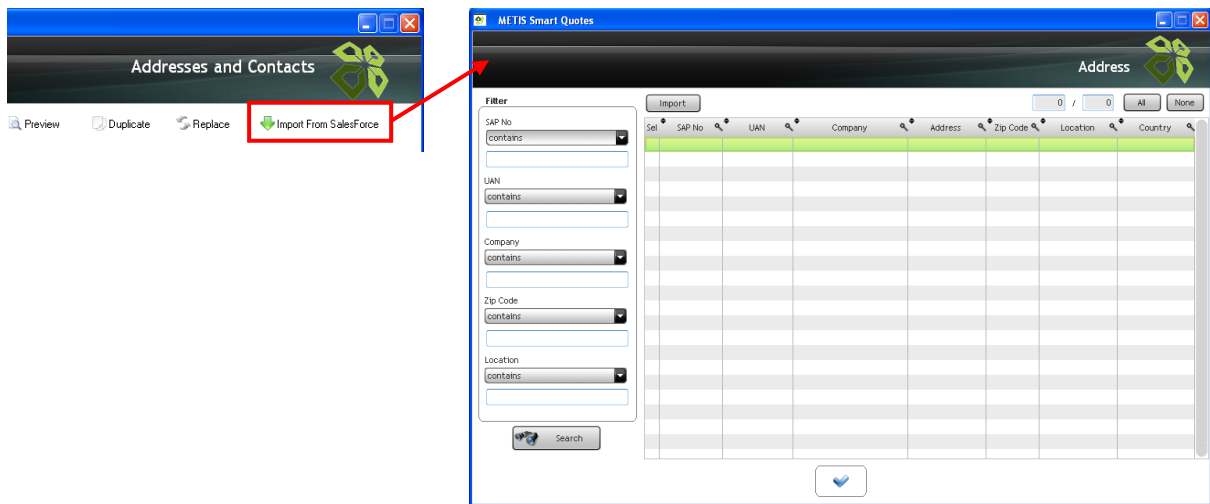 Addresses and Contacts
Preview Duplicate Replace Import From SalesForce
METIS Smart Quotes
Address
Filter
SAP No
contains
UAN
contains
Company
contains
Zip Code
contains
Location
contains
Search
Import 0 / 0 All None
Sel SAP No UAN Company Address Zip Code Location Country